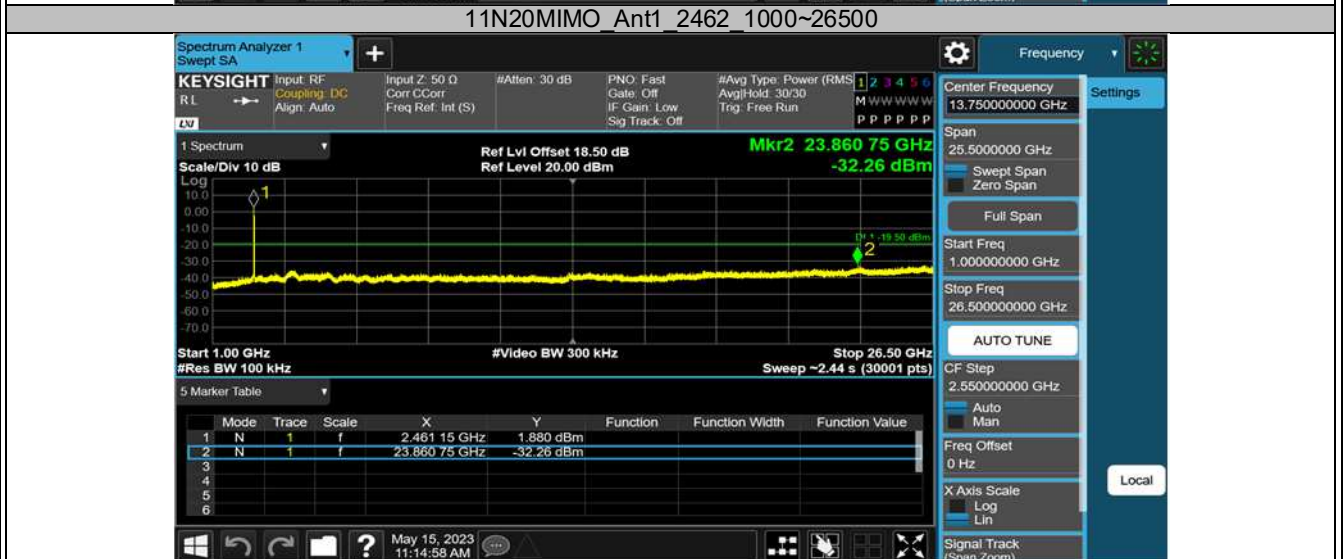 11N20MIMO_Ant1_2462_1000~26500
Spectrum Analyzer 1
Swept SA
+
Frequency
KEYSIGHT
RL
LXI
Input: RF
Coupling: DC
Align: Auto
Input Z: 50 Ω
Corr CCorr
Freq Ref: Int (S)
#Atten: 30 dB
PNO: Fast
Gate: Off
IF Gain: Low
Sig Track: Off
#Avg Type: Power (RMS
Avg|Hold: 30/30
Trig: Free Run
1 2 3 4 5 6
M W W W W W
P P P P P P
1 Spectrum
Scale/Div 10 dB
Ref Lvl Offset 18.50 dB
Ref Level 20.00 dBm
Mkr2 23.860 75 GHz
-32.26 dBm
Log
10.0
0.00
-10.0
-20.0
-30.0
-40.0
-50.0
-60.0
-70.0
1
DL1 -19.50 dBm
2
Start 1.00 GHz
#Res BW 100 kHz
#Video BW 300 kHz
Stop 26.50 GHz
Sweep ~2.44 s (30001 pts)
5 Marker Table
Mode Trace Scale X Y Function Function Width Function Value
1 N 1 f 2.461 15 GHz 1.880 dBm
2 N 1 f 23.860 75 GHz -32.26 dBm
3
4
5
6
?
May 15, 2023
11:14:58 AM
Center Frequency
13.750000000 GHz
Settings
Span
25.5000000 GHz
Swept Span
Zero Span
Full Span
Start Freq
1.000000000 GHz
Stop Freq
26.500000000 GHz
AUTO TUNE
CF Step
2.550000000 GHz
Auto
Man
Freq Offset
0 Hz
X Axis Scale
Log
Lin
Local
Signal Track
(Span Zoom)